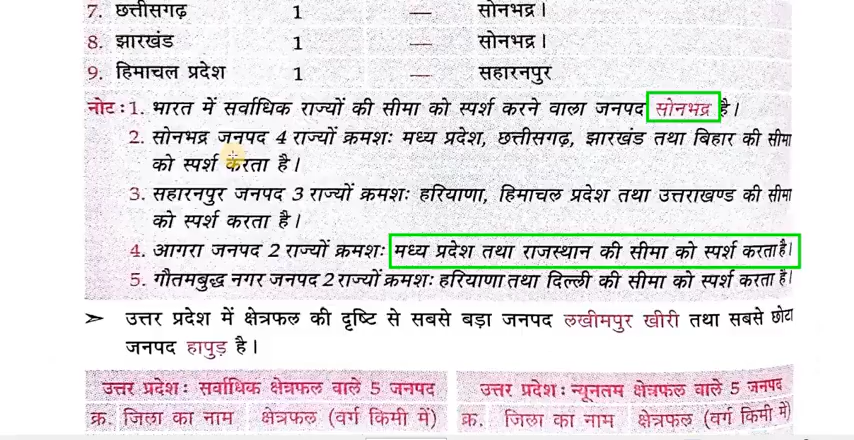 7. छत्तीसगढ़ 1 — सोनभद्र।
8. झारखंड 1 — सोनभद्र।
9. हिमाचल प्रदेश 1 — सहारनपुर
नोट : 1. भारत में सर्वाधिक राज्यों की सीमा को स्पर्श करने वाला जनपद सोनभद्र है।
2. सोनभद्र जनपद 4 राज्यों क्रमशः मध्य प्रदेश, छत्तीसगढ़, झारखंड तथा बिहार की सीमा
को स्पर्श करता है।
3. सहारनपुर जनपद 3 राज्यों क्रमशः हरियाणा, हिमाचल प्रदेश तथा उत्तराखण्ड की सीमा
को स्पर्श करता है।
4. आगरा जनपद 2 राज्यों क्रमशः मध्य प्रदेश तथा राजस्थान की सीमा को स्पर्श करता है।
5. गौतमबुद्ध नगर जनपद 2 राज्यों क्रमशः हरियाणा तथा दिल्ली की सीमा को स्पर्श करता है।
➢ उत्तर प्रदेश में क्षेत्रफल की दृष्टि से सबसे बड़ा जनपद लखीमपुर खीरी तथा सबसे छोटा
जनपद हापुड़ है।
उत्तर प्रदेश : सर्वाधिक क्षेत्रफल वाले 5 जनपद
क्र. जिला का नाम क्षेत्रफल (वर्ग किमी में)
उत्तर प्रदेश : न्यूनतम क्षेत्रफल वाले 5 जनपद
क्र. जिला का नाम क्षेत्रफल (वर्ग किमी में)